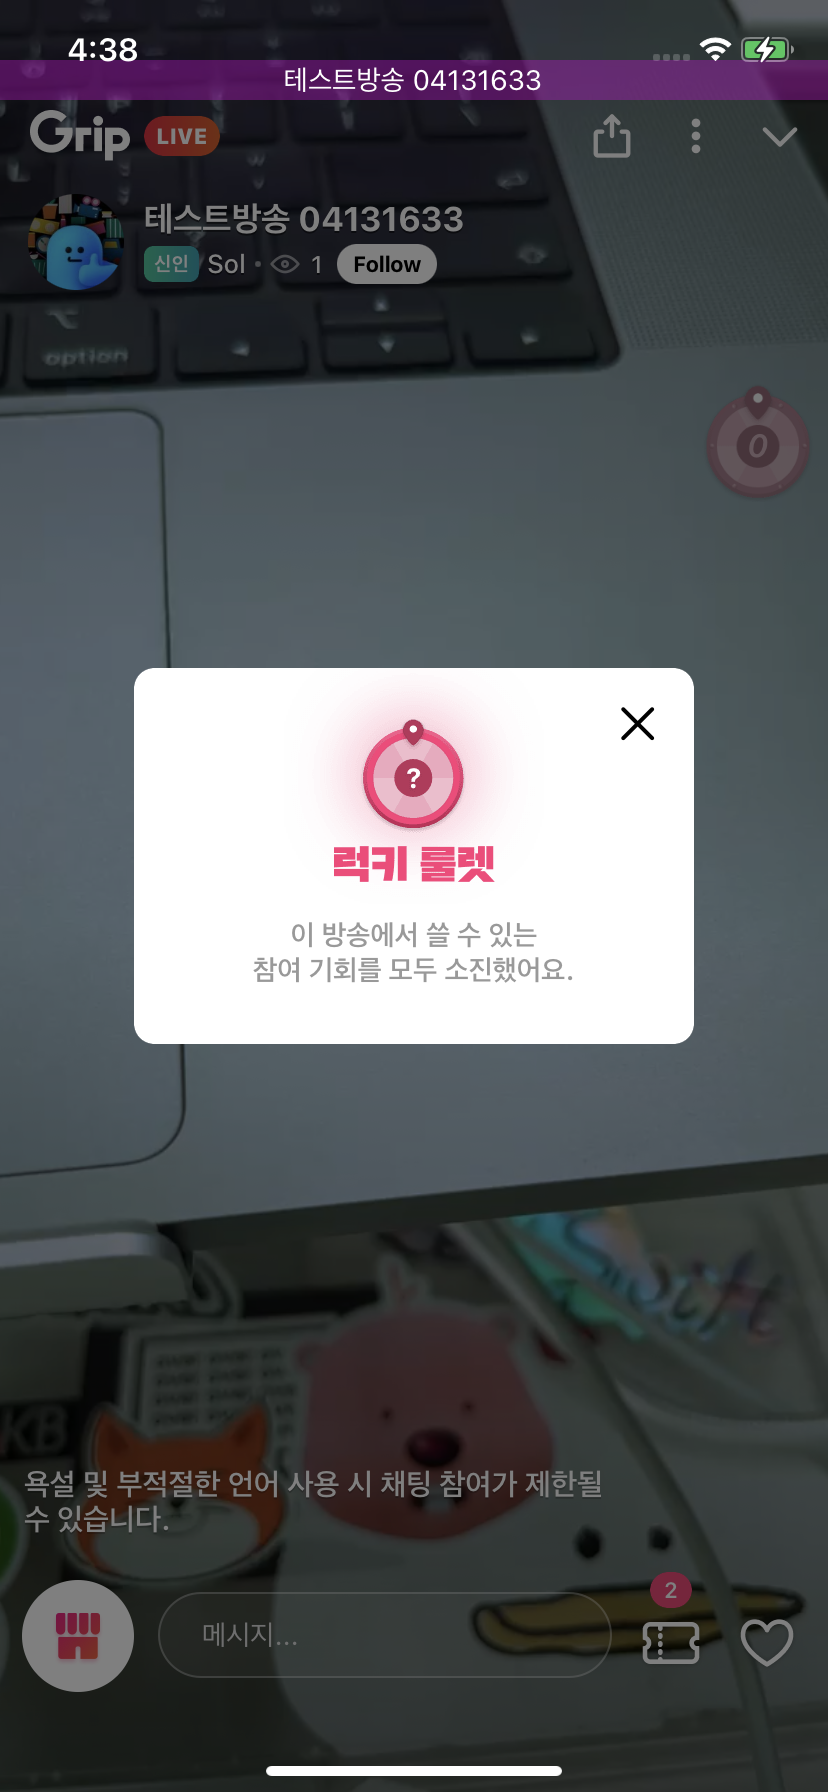 4:38
테스트방송 04131633
Grip LIVE
테스트방송 04131633
신인 Sol • 1 Follow
option
0
?
럭키 룰렛
이 방송에서 쓸 수 있는
참여 기회를 모두 소진했어요.
KB
욕설 및 부적절한 언어 사용 시 채팅 참여가 제한될
수 있습니다.
2
메시지...